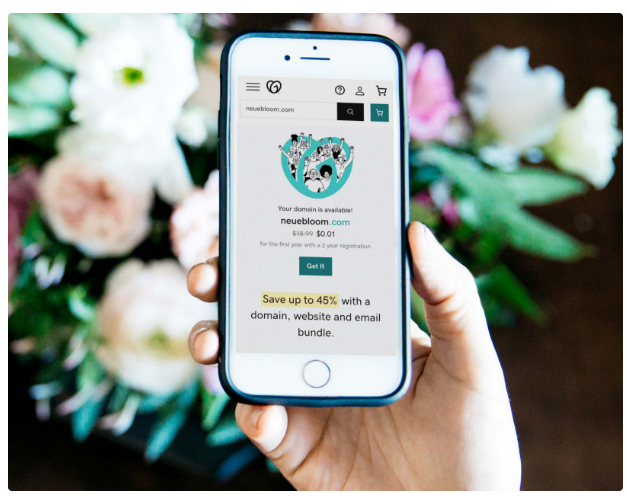 neuebloom.com
Your domain is available!
neuebloom.com
$18.99 $0.01
for the first year with a 2 year registration
Get It
Save up to 45% with a
domain, website and email
bundle.